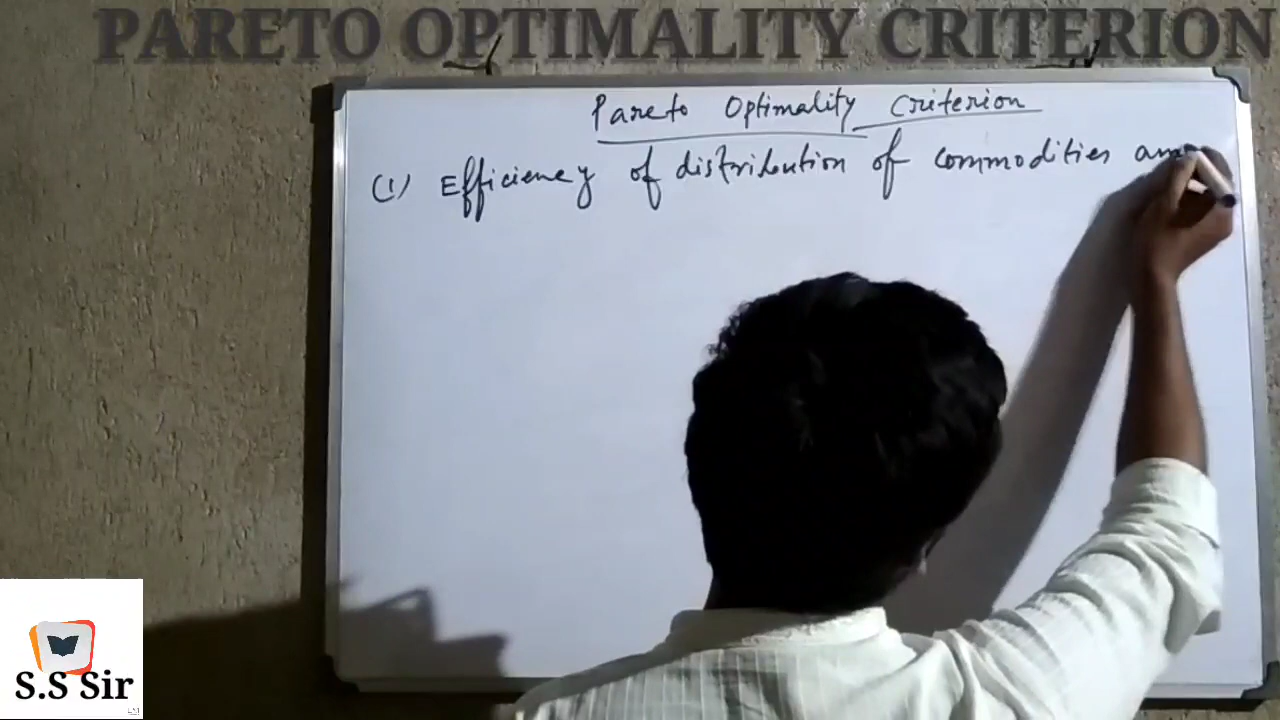 PARETO OPTIMALITY CRITERION
Pareto Optimality Criterion
(1) Efficiency of distribution of commodities
S.S Sir